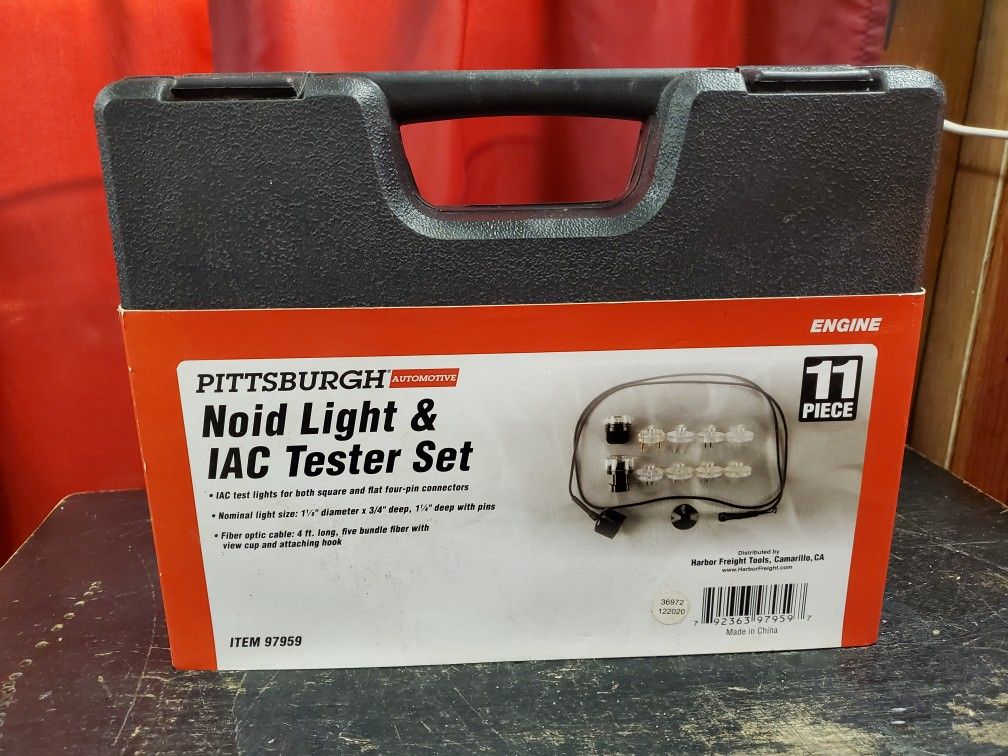 ENGINE
PITTSBURGH® AUTOMOTIVE
11
PIECE
Noid Light &
IAC Tester Set
• IAC test lights for both square and flat four-pin connectors
• Nominal light size: 1⅛" diameter x 3/4" deep, 1¼" deep with pins
• Fiber optic cable: 4 ft. long, five bundle fiber with
view cup and attaching hook
Distributed by
Harbor Freight Tools, Camarillo, CA
www.HarborFreight.com
36972
122020
7 92363 97959 7
Made in China
ITEM 97959